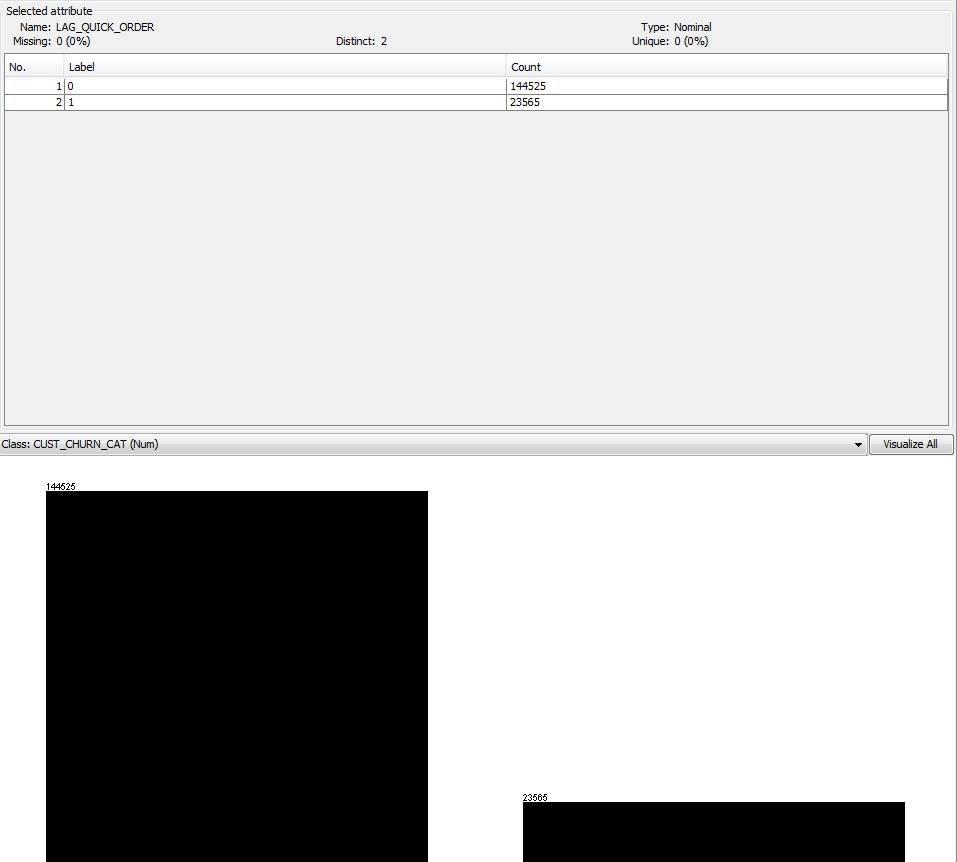 Selected attribute
Name: LAG_QUICK_ORDER Type: Nominal
Missing: 0 (0%) Distinct: 2 Unique: 0 (0%)
No. Label Count
1 0 144525
2 1 23565
Class: CUST_CHURN_CAT (Num) Visualize All
144525
23565